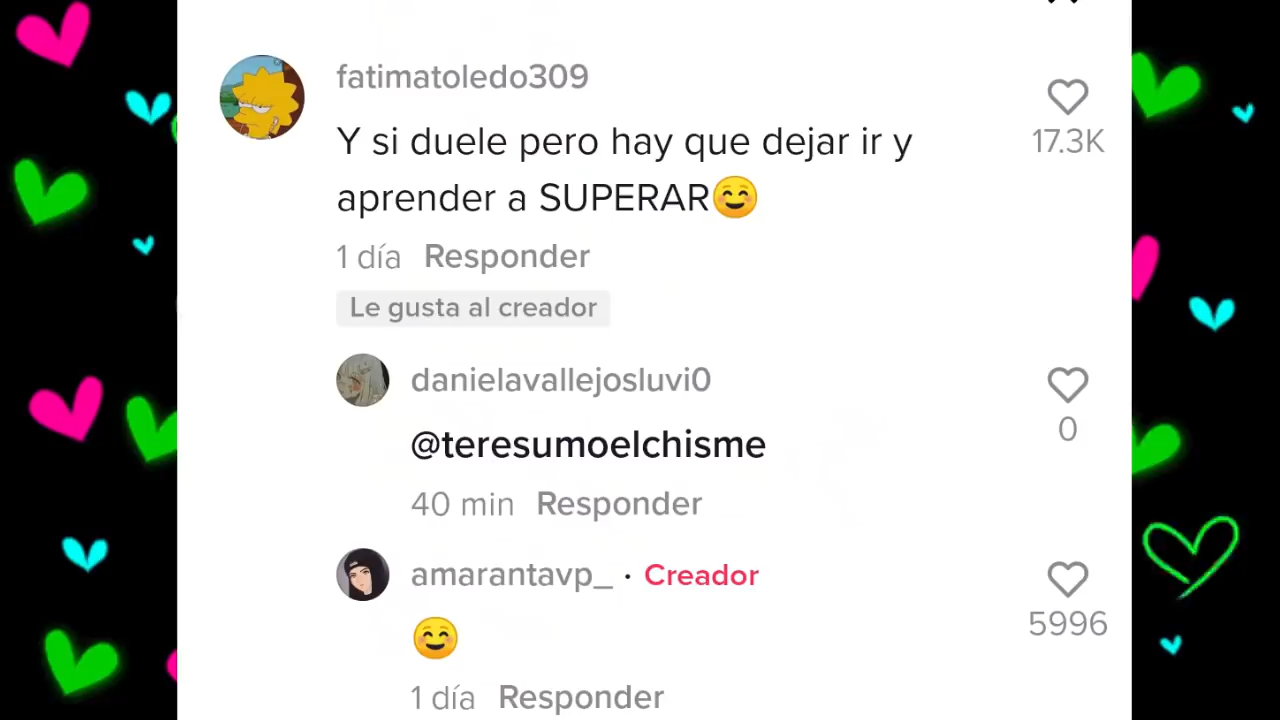 fatimatoledo309
17.3K
Y si duele pero hay que dejar ir y
aprender a SUPERAR☺️
1 día Responder
Le gusta al creador
danielavallejosluvi0
0
@teresumoelchisme
40 min Responder
amarantavp_ · Creador
5996
☺️
1 día Responder